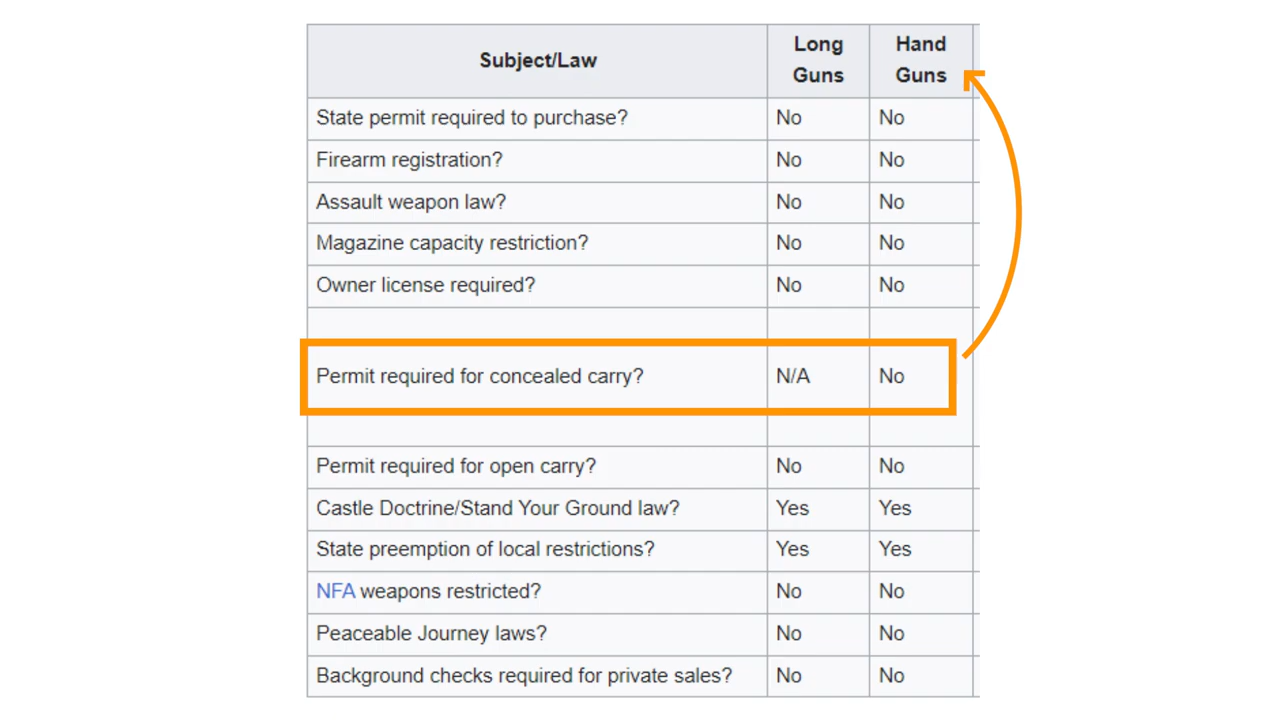 Subject/Law Long Guns Hand Guns
State permit required to purchase? No No
Firearm registration? No No
Assault weapon law? No No
Magazine capacity restriction? No No
Owner license required? No No
Permit required for concealed carry? N/A No
Permit required for open carry? No No
Castle Doctrine/Stand Your Ground law? Yes Yes
State preemption of local restrictions? Yes Yes
NFA weapons restricted? No No
Peaceable Journey laws? No No
Background checks required for private sales? No No